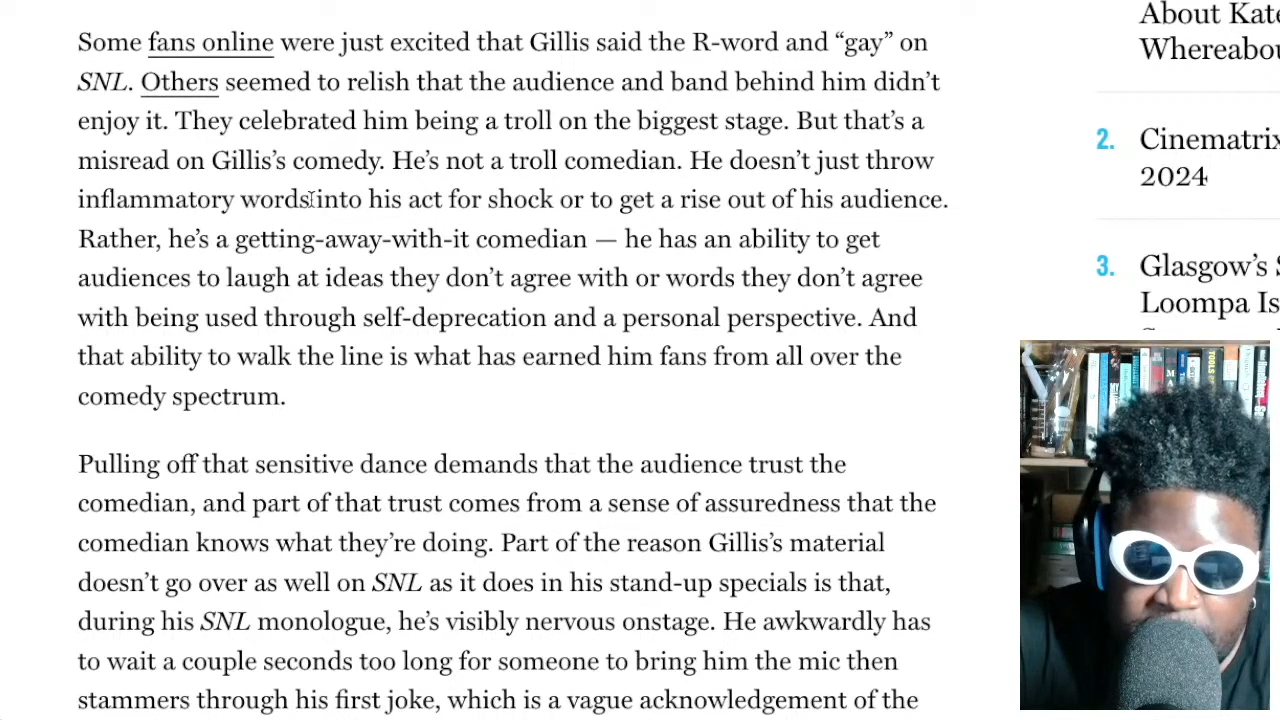 Some fans online were just excited that Gillis said the R-word and “gay” on
SNL. Others seemed to relish that the audience and band behind him didn’t
enjoy it. They celebrated him being a troll on the biggest stage. But that’s a
misread on Gillis’s comedy. He’s not a troll comedian. He doesn’t just throw
inflammatory words into his act for shock or to get a rise out of his audience.
Rather, he’s a getting-away-with-it comedian — he has an ability to get
audiences to laugh at ideas they don’t agree with or words they don’t agree
with being used through self-deprecation and a personal perspective. And
that ability to walk the line is what has earned him fans from all over the
comedy spectrum.
Pulling off that sensitive dance demands that the audience trust the
comedian, and part of that trust comes from a sense of assuredness that the
comedian knows what they’re doing. Part of the reason Gillis’s material
doesn’t go over as well on SNL as it does in his stand-up specials is that,
during his SNL monologue, he’s visibly nervous onstage. He awkwardly has
to wait a couple seconds too long for someone to bring him the mic then
stammers through his first joke, which is a vague acknowledgement of the
About Kate
Whereabou
2. Cinematrix
2024
3. Glasgow’s S
Loompa Is
TOOLS OF